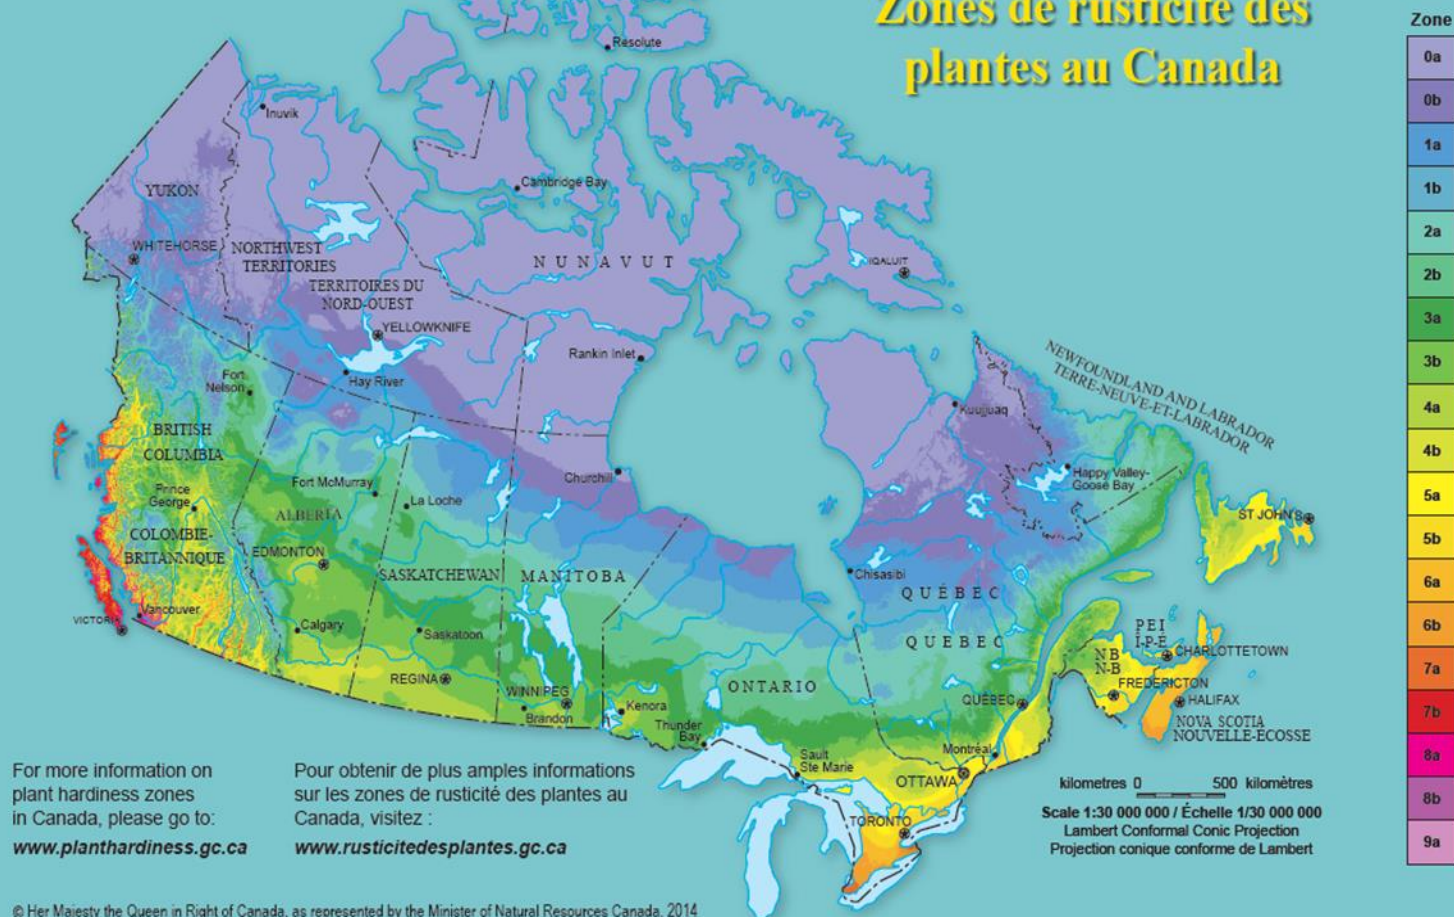 Zones de rusticité des
plantes au Canada
Zone
0a
0b
1a
1b
2a
2b
3a
3b
4a
4b
5a
5b
6a
6b
7a
7b
8a
8b
9a
Resolute
Inuvik
Cambridge Bay
YUKON
WHITEHORSE
NORTHWEST
TERRITORIES
TERRITOIRES DU
NORD-OUEST
NUNAVUT
IQALUIT
YELLOWKNIFE
Rankin Inlet
Hay River
Fort
Nelson
NEWFOUNDLAND AND LABRADOR
TERRE-NEUVE-ET-LABRADOR
Kuujjuaq
BRITISH
COLUMBIA
Churchill
Happy Valley-
Goose Bay
Prince
George
Fort McMurray
La Loche
ALBERTA
ST JOHN'S
COLOMBIE-
BRITANNIQUE
EDMONTON
SASKATCHEWAN
MANITOBA
Chisasibi
QUÉBEC
QUEBEC
Vancouver
VICTORIA
Calgary
Saskatoon
PEI
Î-P-É
CHARLOTTETOWN
NB
N-B
REGINA
WINNIPEG
ONTARIO
FREDERICTON
Brandon
Kenora
QUÉBEC
HALIFAX
Thunder
Bay
NOVA SCOTIA
NOUVELLE-ÉCOSSE
Sault
Ste Marie
Montréal
OTTAWA
TORONTO
For more information on
plant hardiness zones
in Canada, please go to:
www.planthardiness.gc.ca
Pour obtenir de plus amples informations
sur les zones de rusticité des plantes au
Canada, visitez :
www.rusticitedesplantes.gc.ca
kilometres 0 500 kilomètres
Scale 1:30 000 000 / Échelle 1/30 000 000
Lambert Conformal Conic Projection
Projection conique conforme de Lambert
© Her Majesty the Queen in Right of Canada, as represented by the Minister of Natural Resources Canada, 2014